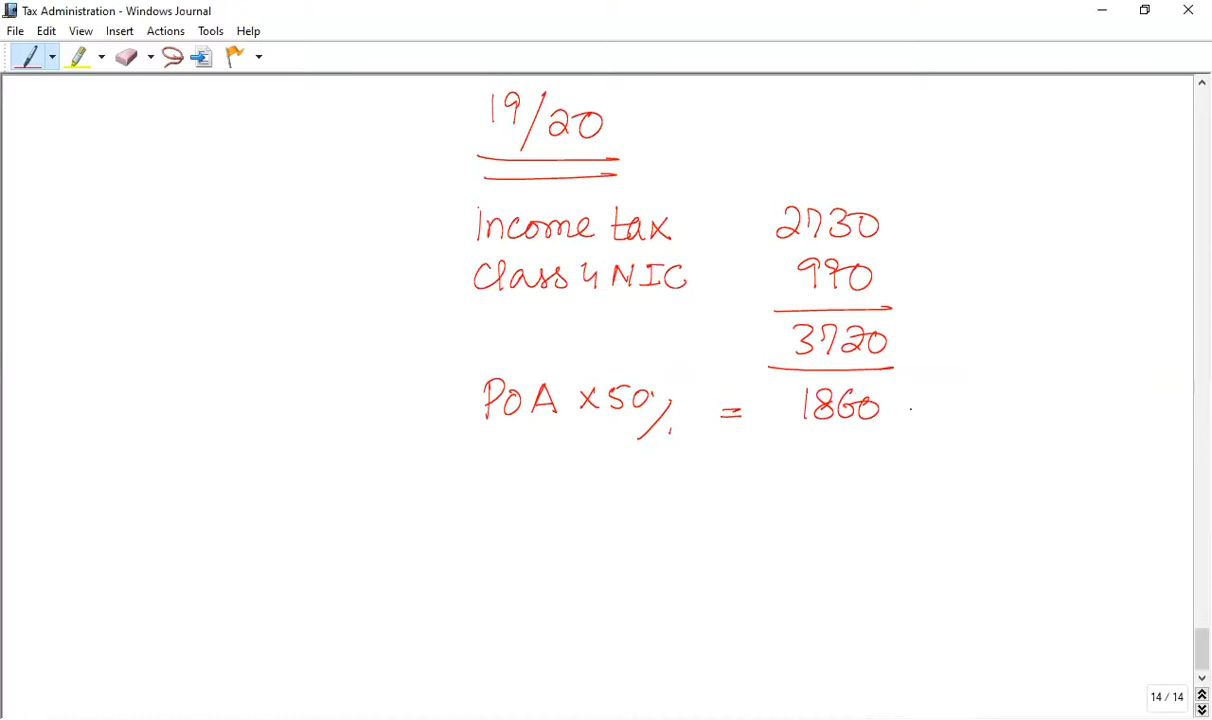 Tax Administration - Windows Journal
File Edit View Insert Actions Tools Help
19/20
Income tax 2730
Class 4 NIC 990
3720
POA x 50% = 1860
14 / 14